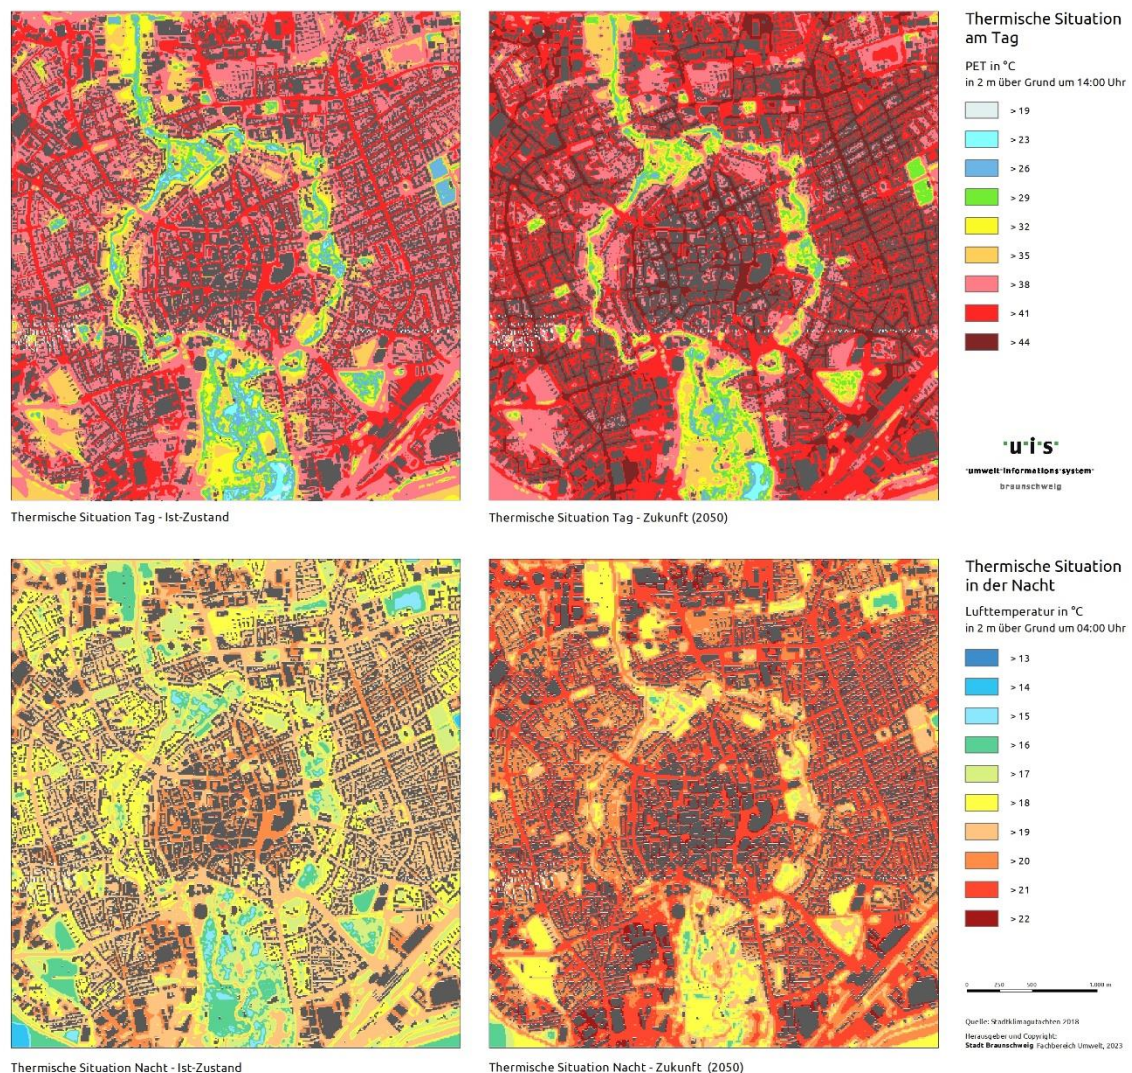 Thermische Situation
am Tag
PET in °C
in 2 m über Grund um 14:00 Uhr
> 19
> 23
> 26
> 29
> 32
> 35
> 38
> 41
> 44
u·i·s
umwelt·informations·system
braunschweig
Thermische Situation Tag - Ist-Zustand
Thermische Situation Tag - Zukunft (2050)
Thermische Situation
in der Nacht
Lufttemperatur in °C
in 2 m über Grund um 04:00 Uhr
> 13
> 14
> 15
> 16
> 17
> 18
> 19
> 20
> 21
> 22
0 250 500 1.000 m
Quelle: Stadtklimagutachten 2018
Herausgeber und Copyright:
Stadt Braunschweig Fachbereich Umwelt, 2023
Thermische Situation Nacht - Ist-Zustand
Thermische Situation Nacht - Zukunft (2050)